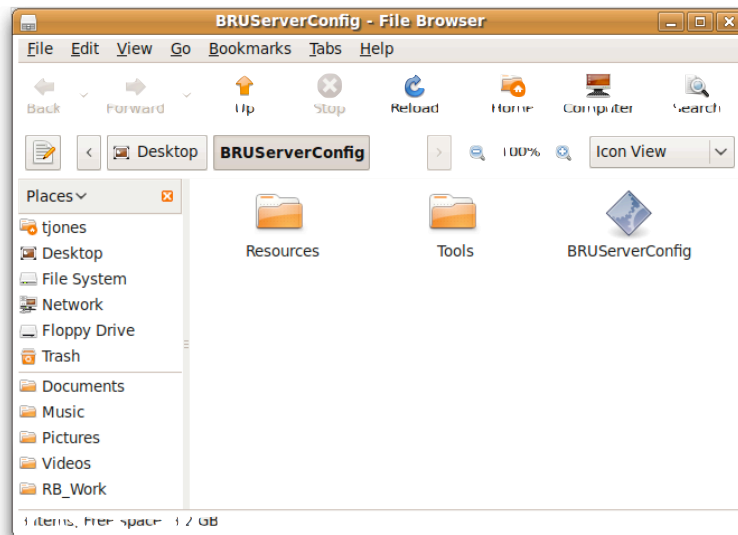 BRUServerConfig - File Browser
File Edit View Go Bookmarks Tabs Help
Back Forward Up Stop Reload Home Computer Search
Desktop BRUServerConfig 100% Icon View
Places
tjones
Desktop
File System
Network
Floppy Drive
Trash
Documents
Music
Pictures
Videos
RB_Work
Resources Tools BRUServerConfig
items, Free space
GB